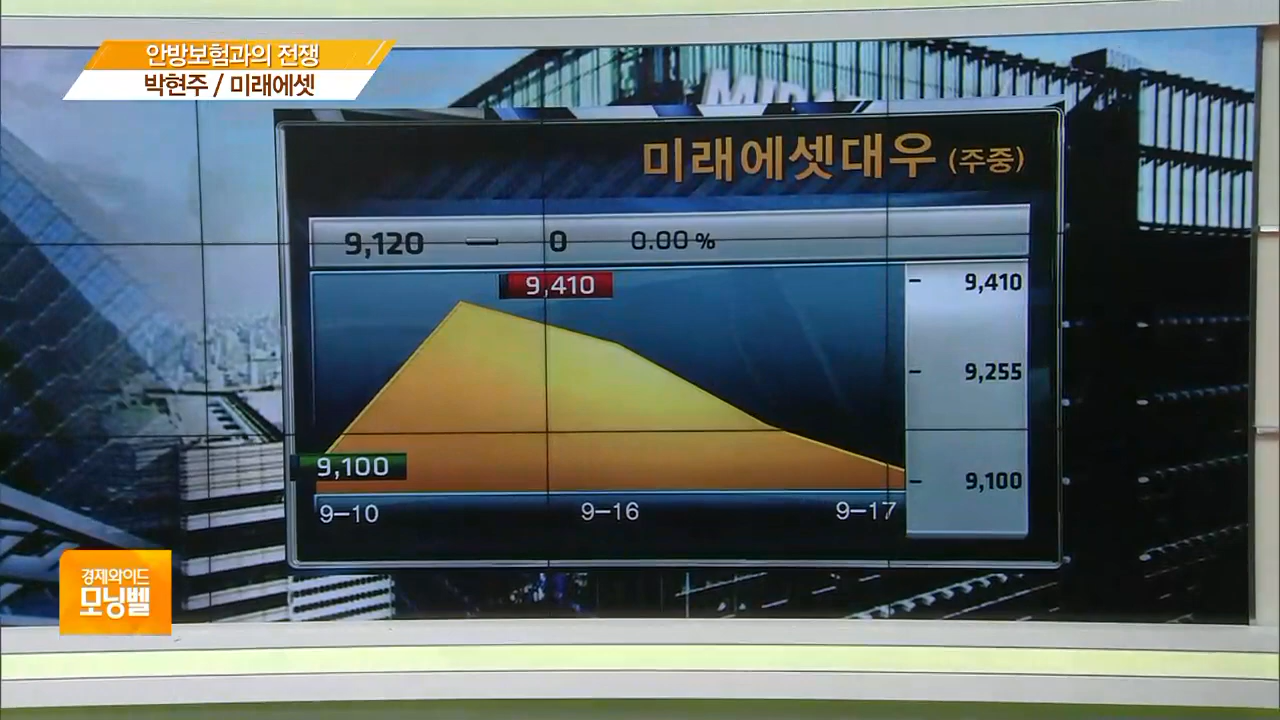 안방보험과의 전쟁
박현주 / 미래에셋
미래에셋대우 (주중)
9,120 – 0 0.00 %
9,410
9,410
9,255
9,100
9,100
9-10 9-16 9-17
경제와이드
모닝벨